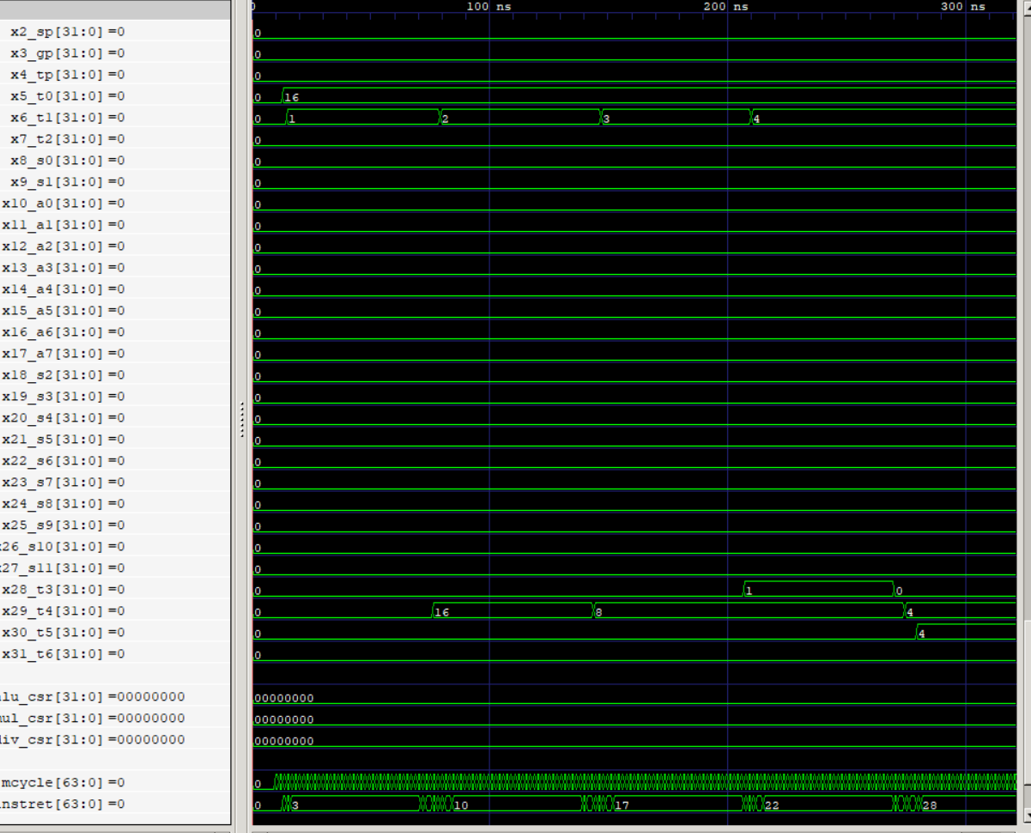 0 100 ns 200 ns 300 ns
x2_sp[31:0]=0 0
x3_gp[31:0]=0 0
x4_tp[31:0]=0 0
x5_t0[31:0]=0 0 16
x6_t1[31:0]=0 0 1 2 3 4
x7_t2[31:0]=0 0
x8_s0[31:0]=0 0
x9_s1[31:0]=0 0
x10_a0[31:0]=0 0
x11_a1[31:0]=0 0
x12_a2[31:0]=0 0
x13_a3[31:0]=0 0
x14_a4[31:0]=0 0
x15_a5[31:0]=0 0
x16_a6[31:0]=0 0
x17_a7[31:0]=0 0
x18_s2[31:0]=0 0
x19_s3[31:0]=0 0
x20_s4[31:0]=0 0
x21_s5[31:0]=0 0
x22_s6[31:0]=0 0
x23_s7[31:0]=0 0
x24_s8[31:0]=0 0
x25_s9[31:0]=0 0
x26_s10[31:0]=0 0
x27_s11[31:0]=0 0
x28_t3[31:0]=0 0 1 0
x29_t4[31:0]=0 0 16 8 4
x30_t5[31:0]=0 0 4
x31_t6[31:0]=0 0
lu_csr[31:0]=00000000 00000000
ul_csr[31:0]=00000000 00000000
iv_csr[31:0]=00000000 00000000
mcycle[63:0]=0 0
nstret[63:0]=0 0 3 10 17 22 28